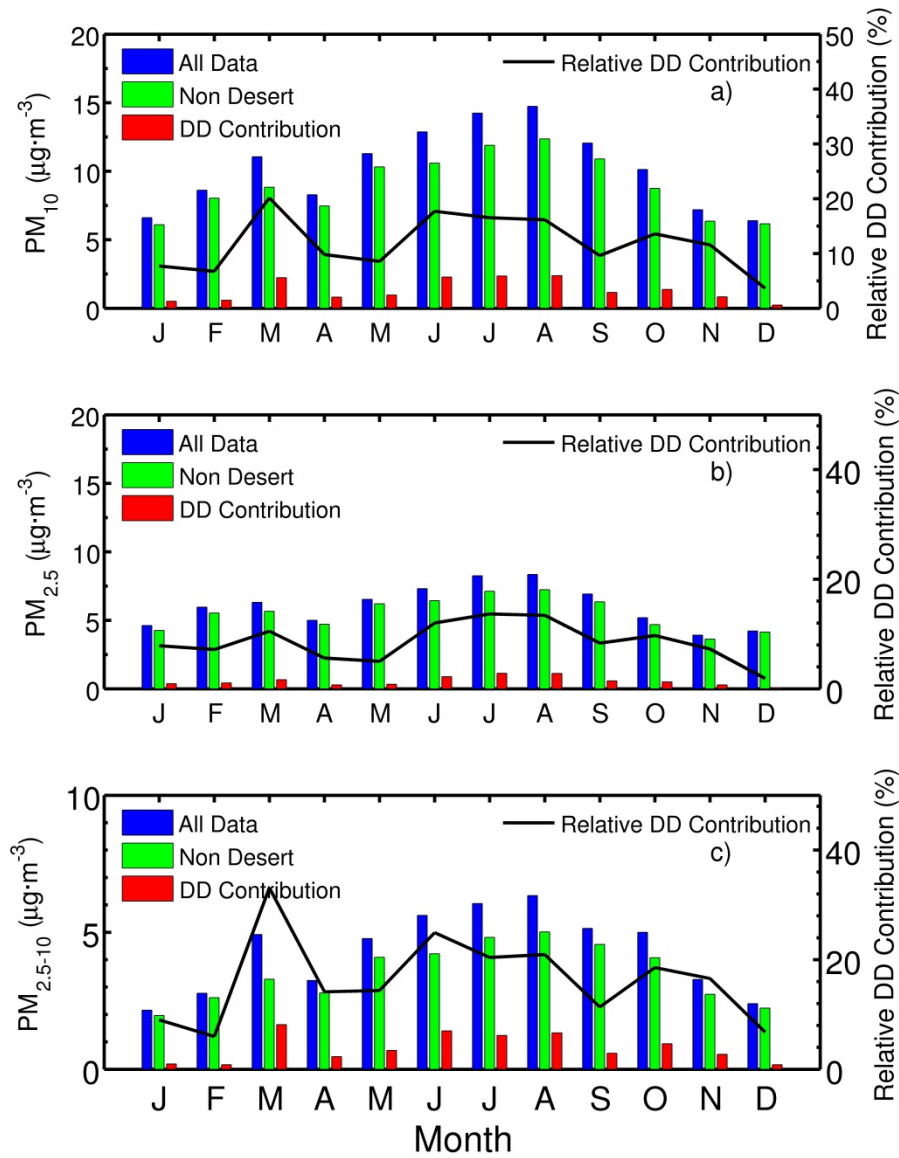 20
15
10
5
0
PM10 (µg·m-3)
All Data
Non Desert
DD Contribution
Relative DD Contribution
a)
50
40
30
20
10
0
Relative DD Contribution (%)
J F M A M J J A S O N D
20
15
10
5
0
PM2.5 (µg·m-3)
All Data
Non Desert
DD Contribution
Relative DD Contribution
b)
40
20
0
Relative DD Contribution (%)
J F M A M J J A S O N D
10
5
0
PM2.5-10 (µg·m-3)
All Data
Non Desert
DD Contribution
Relative DD Contribution
c)
40
20
0
Relative DD Contribution (%)
J F M A M J J A S O N D
Month